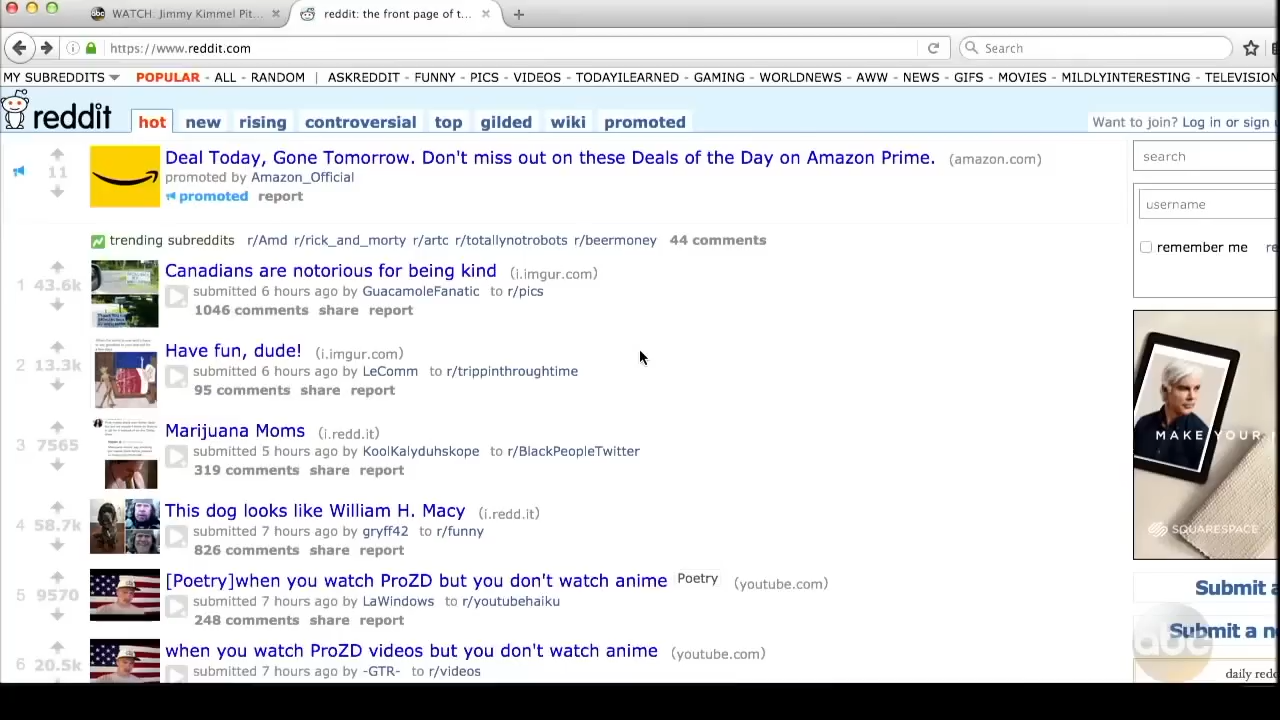 WATCH. Jimmy Kimmel Pit...
reddit: the front page of t...
https://www.reddit.com
Search
MY SUBREDDITS POPULAR - ALL - RANDOM | ASKREDDIT - FUNNY - PICS - VIDEOS - TODAYILEARNED - GAMING - WORLDNEWS - AWW - NEWS - GIFS - MOVIES - MILDLYINTERESTING - TELEVISION
reddit hot new rising controversial top gilded wiki promoted
Want to join? Log in or sign
11
Deal Today, Gone Tomorrow. Don't miss out on these Deals of the Day on Amazon Prime. (amazon.com)
promoted by Amazon_Official
promoted report
search
username
remember me
trending subreddits r/Amd r/rick_and_morty r/artc r/totallynotrobots r/beermoney 44 comments
1 43.6k
Canadians are notorious for being kind (i.imgur.com)
submitted 6 hours ago by GuacamoleFanatic to r/pics
1046 comments share report
2 13.3k
Have fun, dude! (i.imgur.com)
submitted 6 hours ago by LeComm to r/trippinthroughtime
95 comments share report
3 7565
Marijuana Moms (i.redd.it)
submitted 5 hours ago by KoolKalyduhskope to r/BlackPeopleTwitter
319 comments share report
MAKE YOUR
4 58.7k
This dog looks like William H. Macy (i.redd.it)
submitted 7 hours ago by gryff42 to r/funny
826 comments share report
SQUARESPACE
5 9570
[Poetry]when you watch ProZD but you don't watch anime Poetry (youtube.com)
submitted 7 hours ago by LaWindows to r/youtubehaiku
248 comments share report
Submit a
Submit a n
abc
6 20.5k
when you watch ProZD videos but you don't watch anime (youtube.com)
submitted 7 hours ago by -GTR- to r/videos
daily redd